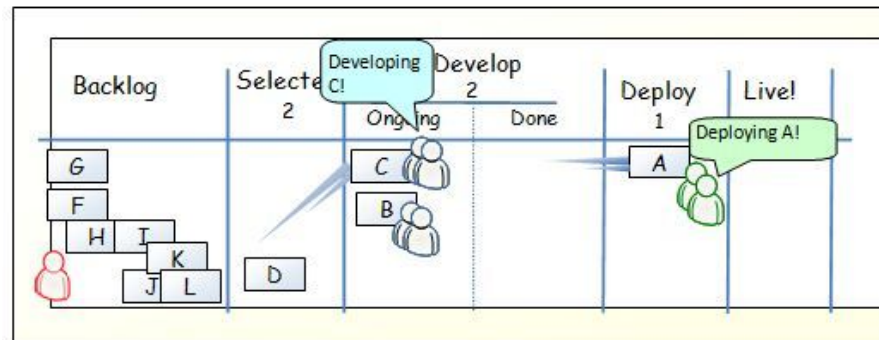 Backlog
Selecte
2
Developing
C!
Develop
2
Ongoing
Done
Deploy
1
Live!
Deploying A!
G
F
H
I
K
J
L
D
C
B
A